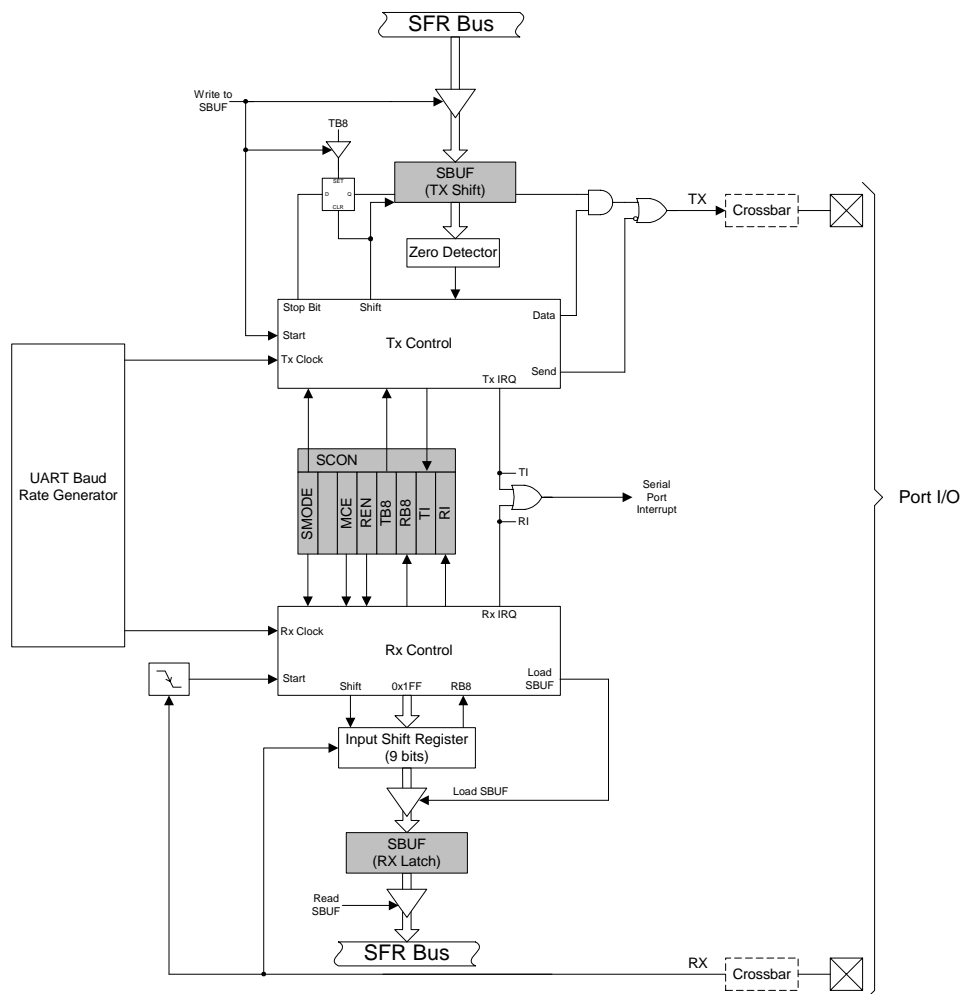 SFR Bus
Write to
SBUF
TB8
SET
D
Q
CLR
SBUF
(TX Shift)
Zero Detector
TX
Crossbar
Stop Bit
Shift
Data
Start
Tx Control
Tx Clock
Send
Tx IRQ
UART Baud
Rate Generator
SCON
SMODE
MCE
REN
TB8
RB8
TI
RI
TI
RI
Serial
Port
Interrupt
Port I/O
Rx IRQ
Rx Clock
Rx Control
Start
Load
SBUF
Shift
0x1FF
RB8
Input Shift Register
(9 bits)
Load SBUF
SBUF
(RX Latch)
Read
SBUF
SFR Bus
RX
Crossbar